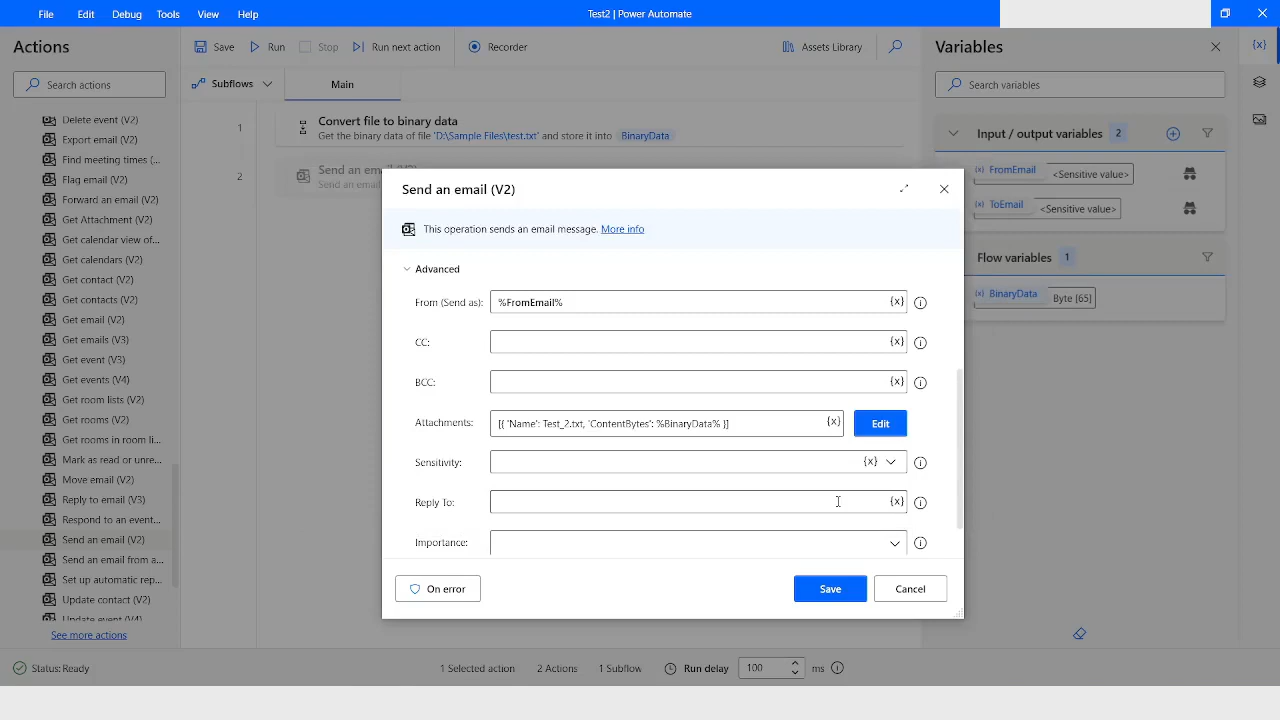 File Edit Debug Tools View Help
Test2 | Power Automate
Actions
Save Run Stop Run next action Recorder Assets Library
Variables {x}
Search actions
Subflows Main
Search variables
Delete event (V2)
Export email (V2)
Find meeting times (...
Flag email (V2)
Forward an email (V2)
Get Attachment (V2)
Get calendar view of...
Get calendars (V2)
Get contact (V2)
Get contacts (V2)
Get email (V2)
Get emails (V3)
Get event (V3)
Get events (V4)
Get room lists (V2)
Get rooms (V2)
Get rooms in room li...
Mark as read or unre...
Move email (V2)
Reply to email (V3)
Respond to an event...
Send an email (V2)
Send an email from a...
Set up automatic rep...
Update contact (V2)
Update event (V4)
See more actions
1
Convert file to binary data
Get the binary data of file 'D:\Sample Files\test.txt' and store it into BinaryData
2
Send an email (V2)
Send an email
Send an email (V2)
This operation sends an email message. More info
Advanced
From (Send as): %FromEmail% {x}
CC: {x}
BCC: {x}
Attachments: [{ 'Name': Test_2.txt, 'ContentBytes': %BinaryData% }] {x} Edit
Sensitivity: {x}
Reply To: {x}
Importance:
On error Save Cancel
Input / output variables 2
{x} FromEmail <Sensitive value>
{x} ToEmail <Sensitive value>
Flow variables 1
{x} BinaryData Byte [65]
Status: Ready 1 Selected action 2 Actions 1 Subflow Run delay 100 ms